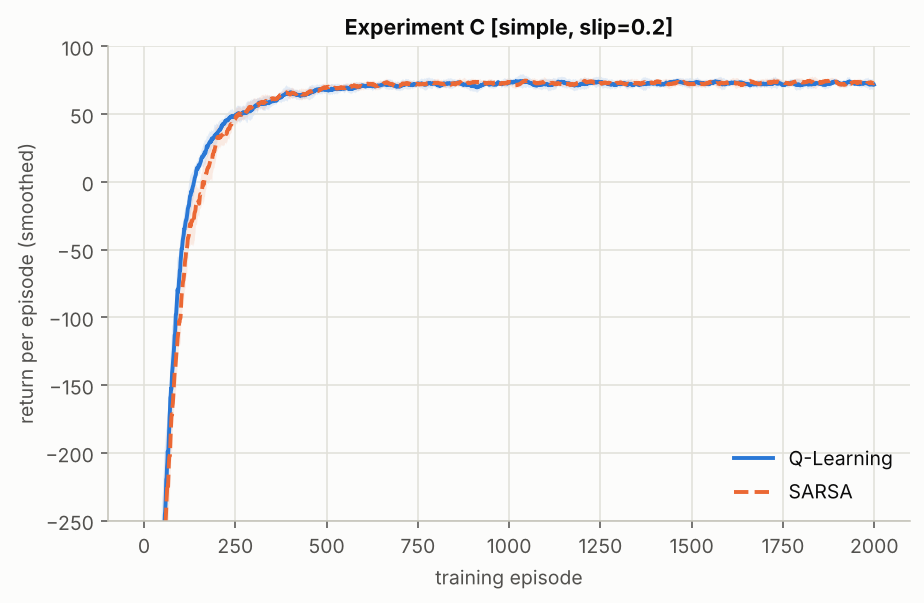 Experiment C [simple, slip=0.2]
100
50
0
−50
−100
−150
−200
−250
return per episode (smoothed)
Q-Learning
SARSA
0 250 500 750 1000 1250 1500 1750 2000
training episode